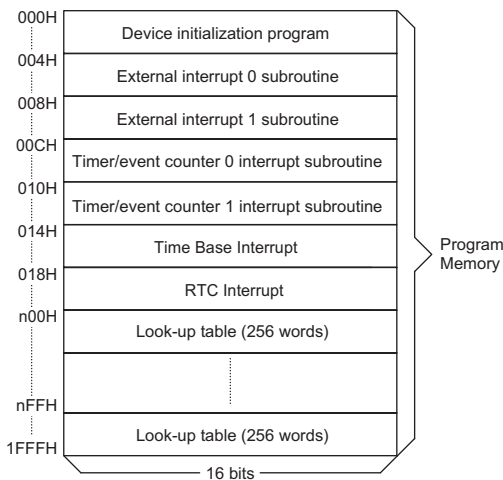 000H
Device initialization program
004H
External interrupt 0 subroutine
008H
External interrupt 1 subroutine
00CH
Timer/event counter 0 interrupt subroutine
010H
Timer/event counter 1 interrupt subroutine
014H
Time Base Interrupt
018H
RTC Interrupt
n00H
Look-up table (256 words)
nFFH
Look-up table (256 words)
1FFFH
16 bits
Program
Memory